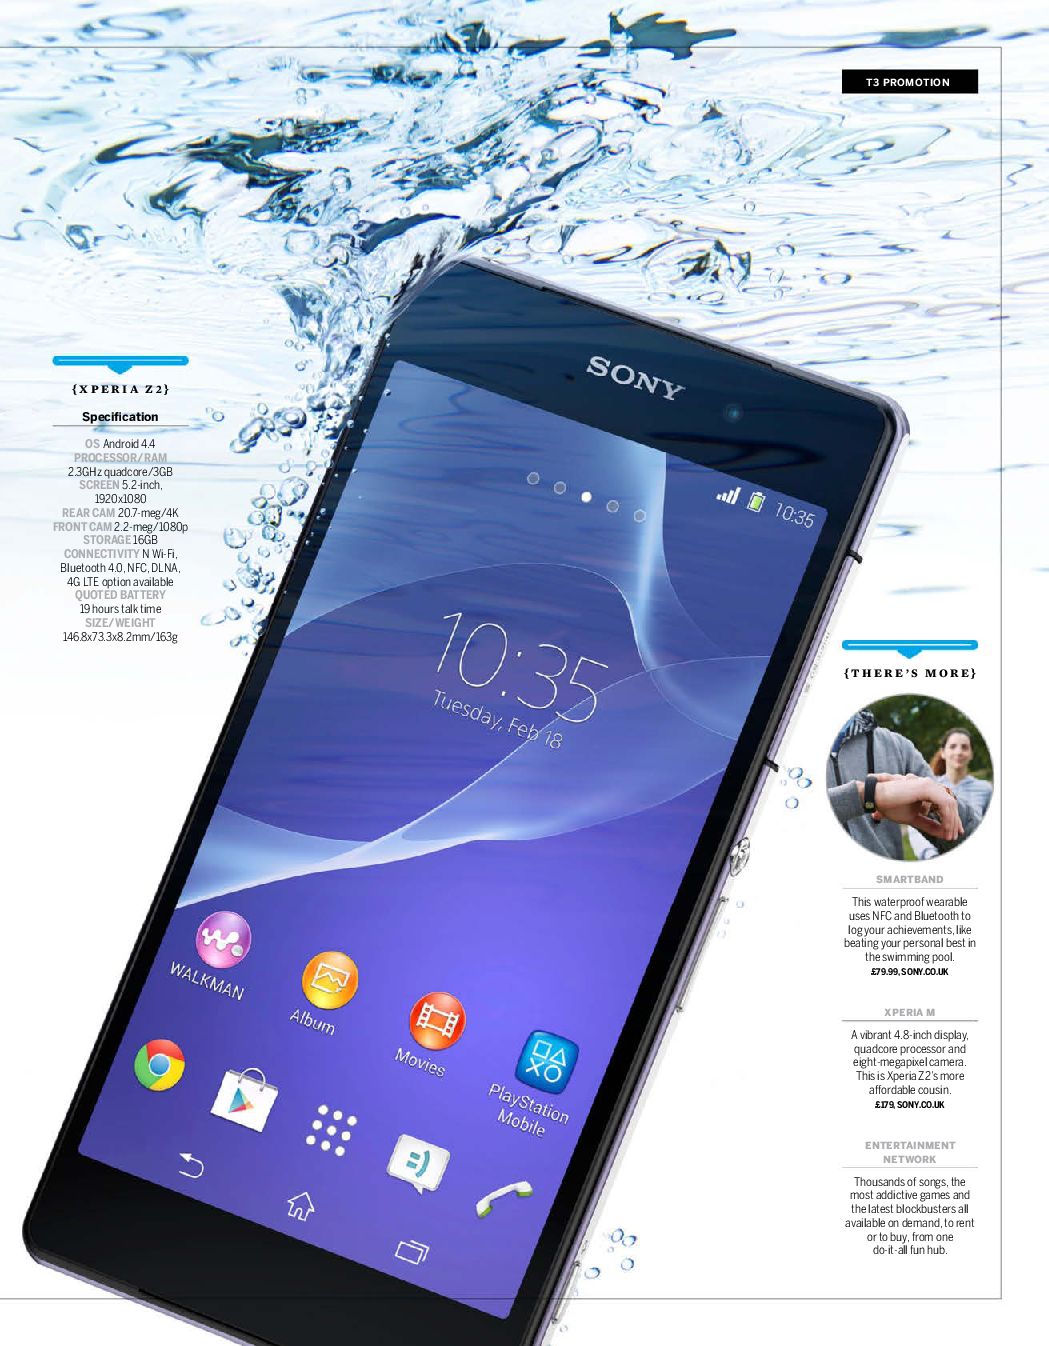 T3 PROMOTION
{XPERIA Z2}
Specification
OS Android 4.4
PROCESSOR/RAM
2.3GHz quadcore/3GB
SCREEN 5.2-inch,
1920x1080
REAR CAM 20.7-meg/4K
FRONT CAM 2.2-meg/1080p
STORAGE 16GB
CONNECTIVITY N Wi-Fi,
Bluetooth 4.0, NFC, DLNA,
4G LTE option available
QUOTED BATTERY
19 hours talk time
SIZE/WEIGHT
146.8x73.3x8.2mm/163g
SONY
10:35
10:35
Tuesday, Feb 18
WALKMAN
Album
Movies
PlayStation
Mobile
{THERE'S MORE}
SMARTBAND
This waterproof wearable
uses NFC and Bluetooth to
log your achievements, like
beating your personal best in
the swimming pool.
£79.99, SONY.CO.UK
XPERIA M
A vibrant 4.8-inch display,
quadcore processor and
eight-megapixel camera.
This is Xperia Z2's more
affordable cousin.
£179, SONY.CO.UK
ENTERTAINMENT
NETWORK
Thousands of songs, the
most addictive games and
the latest blockbusters all
available on demand, to rent
or to buy, from one
do-it-all fun hub.